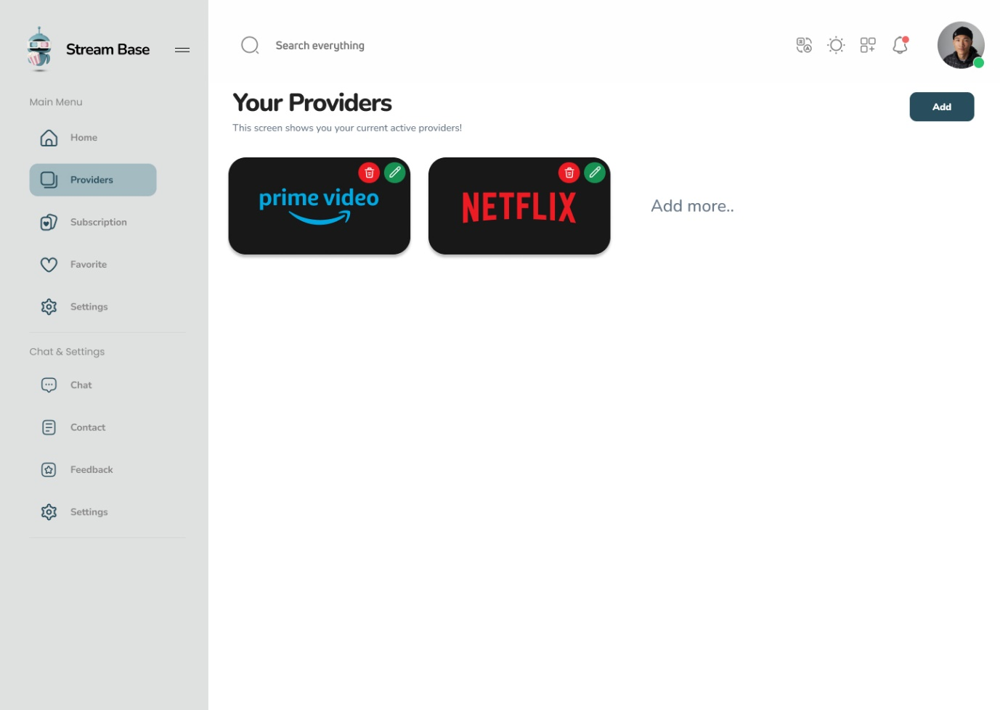 Stream Base
Main Menu
Home
Providers
Subscription
Favorite
Settings
Chat & Settings
Chat
Contact
Feedback
Settings
Search everything
Your Providers
This screen shows you your current active providers!
Add
prime video
NETFLIX
Add more..